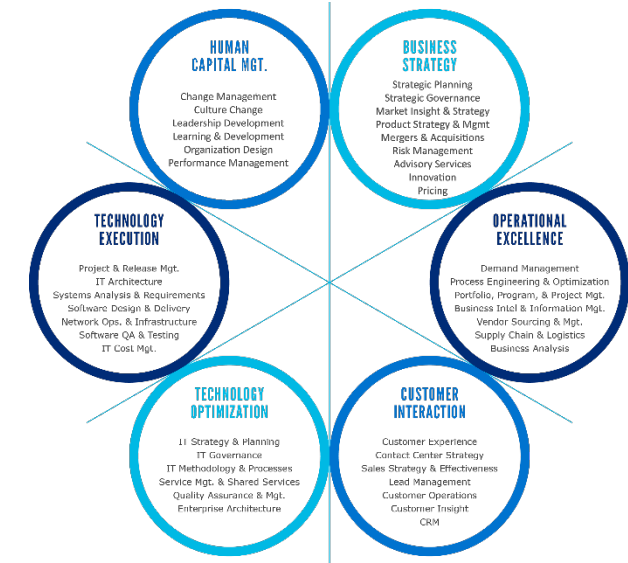 HUMAN
CAPITAL MGT.
Change Management
Culture Change
Leadership Development
Learning & Development
Organization Design
Performance Management
BUSINESS
STRATEGY
Strategic Planning
Strategic Governance
Market Insight & Strategy
Product Strategy & Mgmt
Mergers & Acquisitions
Risk Management
Advisory Services
Innovation
Pricing
TECHNOLOGY
EXECUTION
Project & Release Mgt.
IT Architecture
Systems Analysis & Requirements
Software Design & Delivery
Network Ops. & Infrastructure
Software QA & Testing
IT Cost Mgt.
OPERATIONAL
EXCELLENCE
Demand Management
Process Engineering & Optimization
Portfolio, Program, & Project Mgt.
Business Intel & Information Mgt.
Vendor Sourcing & Mgt.
Supply Chain & Logistics
Business Analysis
TECHNOLOGY
OPTIMIZATION
IT Strategy & Planning
IT Governance
IT Methodology & Processes
Service Mgt. & Shared Services
Quality Assurance & Mgt.
Enterprise Architecture
CUSTOMER
INTERACTION
Customer Experience
Contact Center Strategy
Sales Strategy & Effectiveness
Lead Management
Customer Operations
Customer Insight
CRM